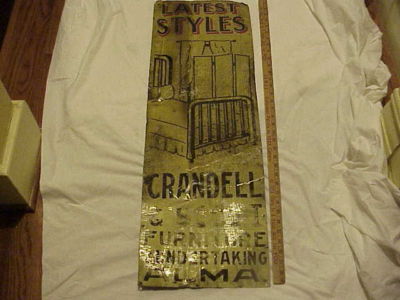 LATEST
STYLES
CRANDELL
&
FURNITURE
UNDERTAKING
ALMA